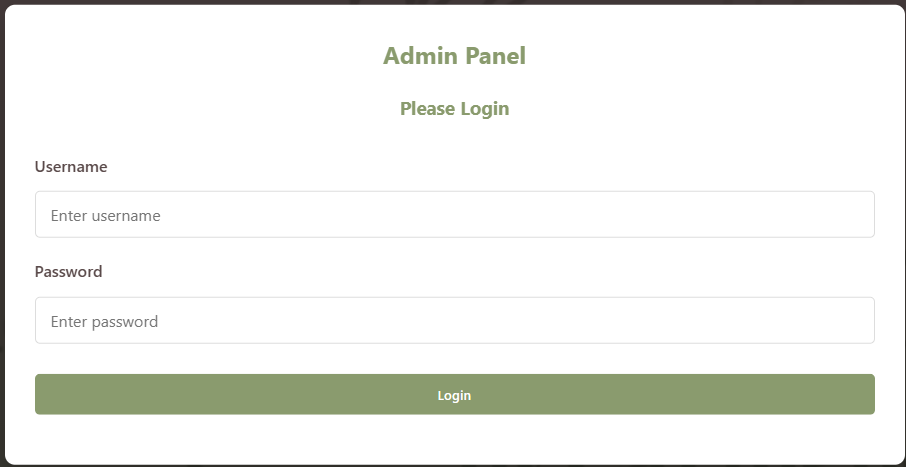 Admin Panel
Please Login
Username
Enter username
Password
Enter password
Login